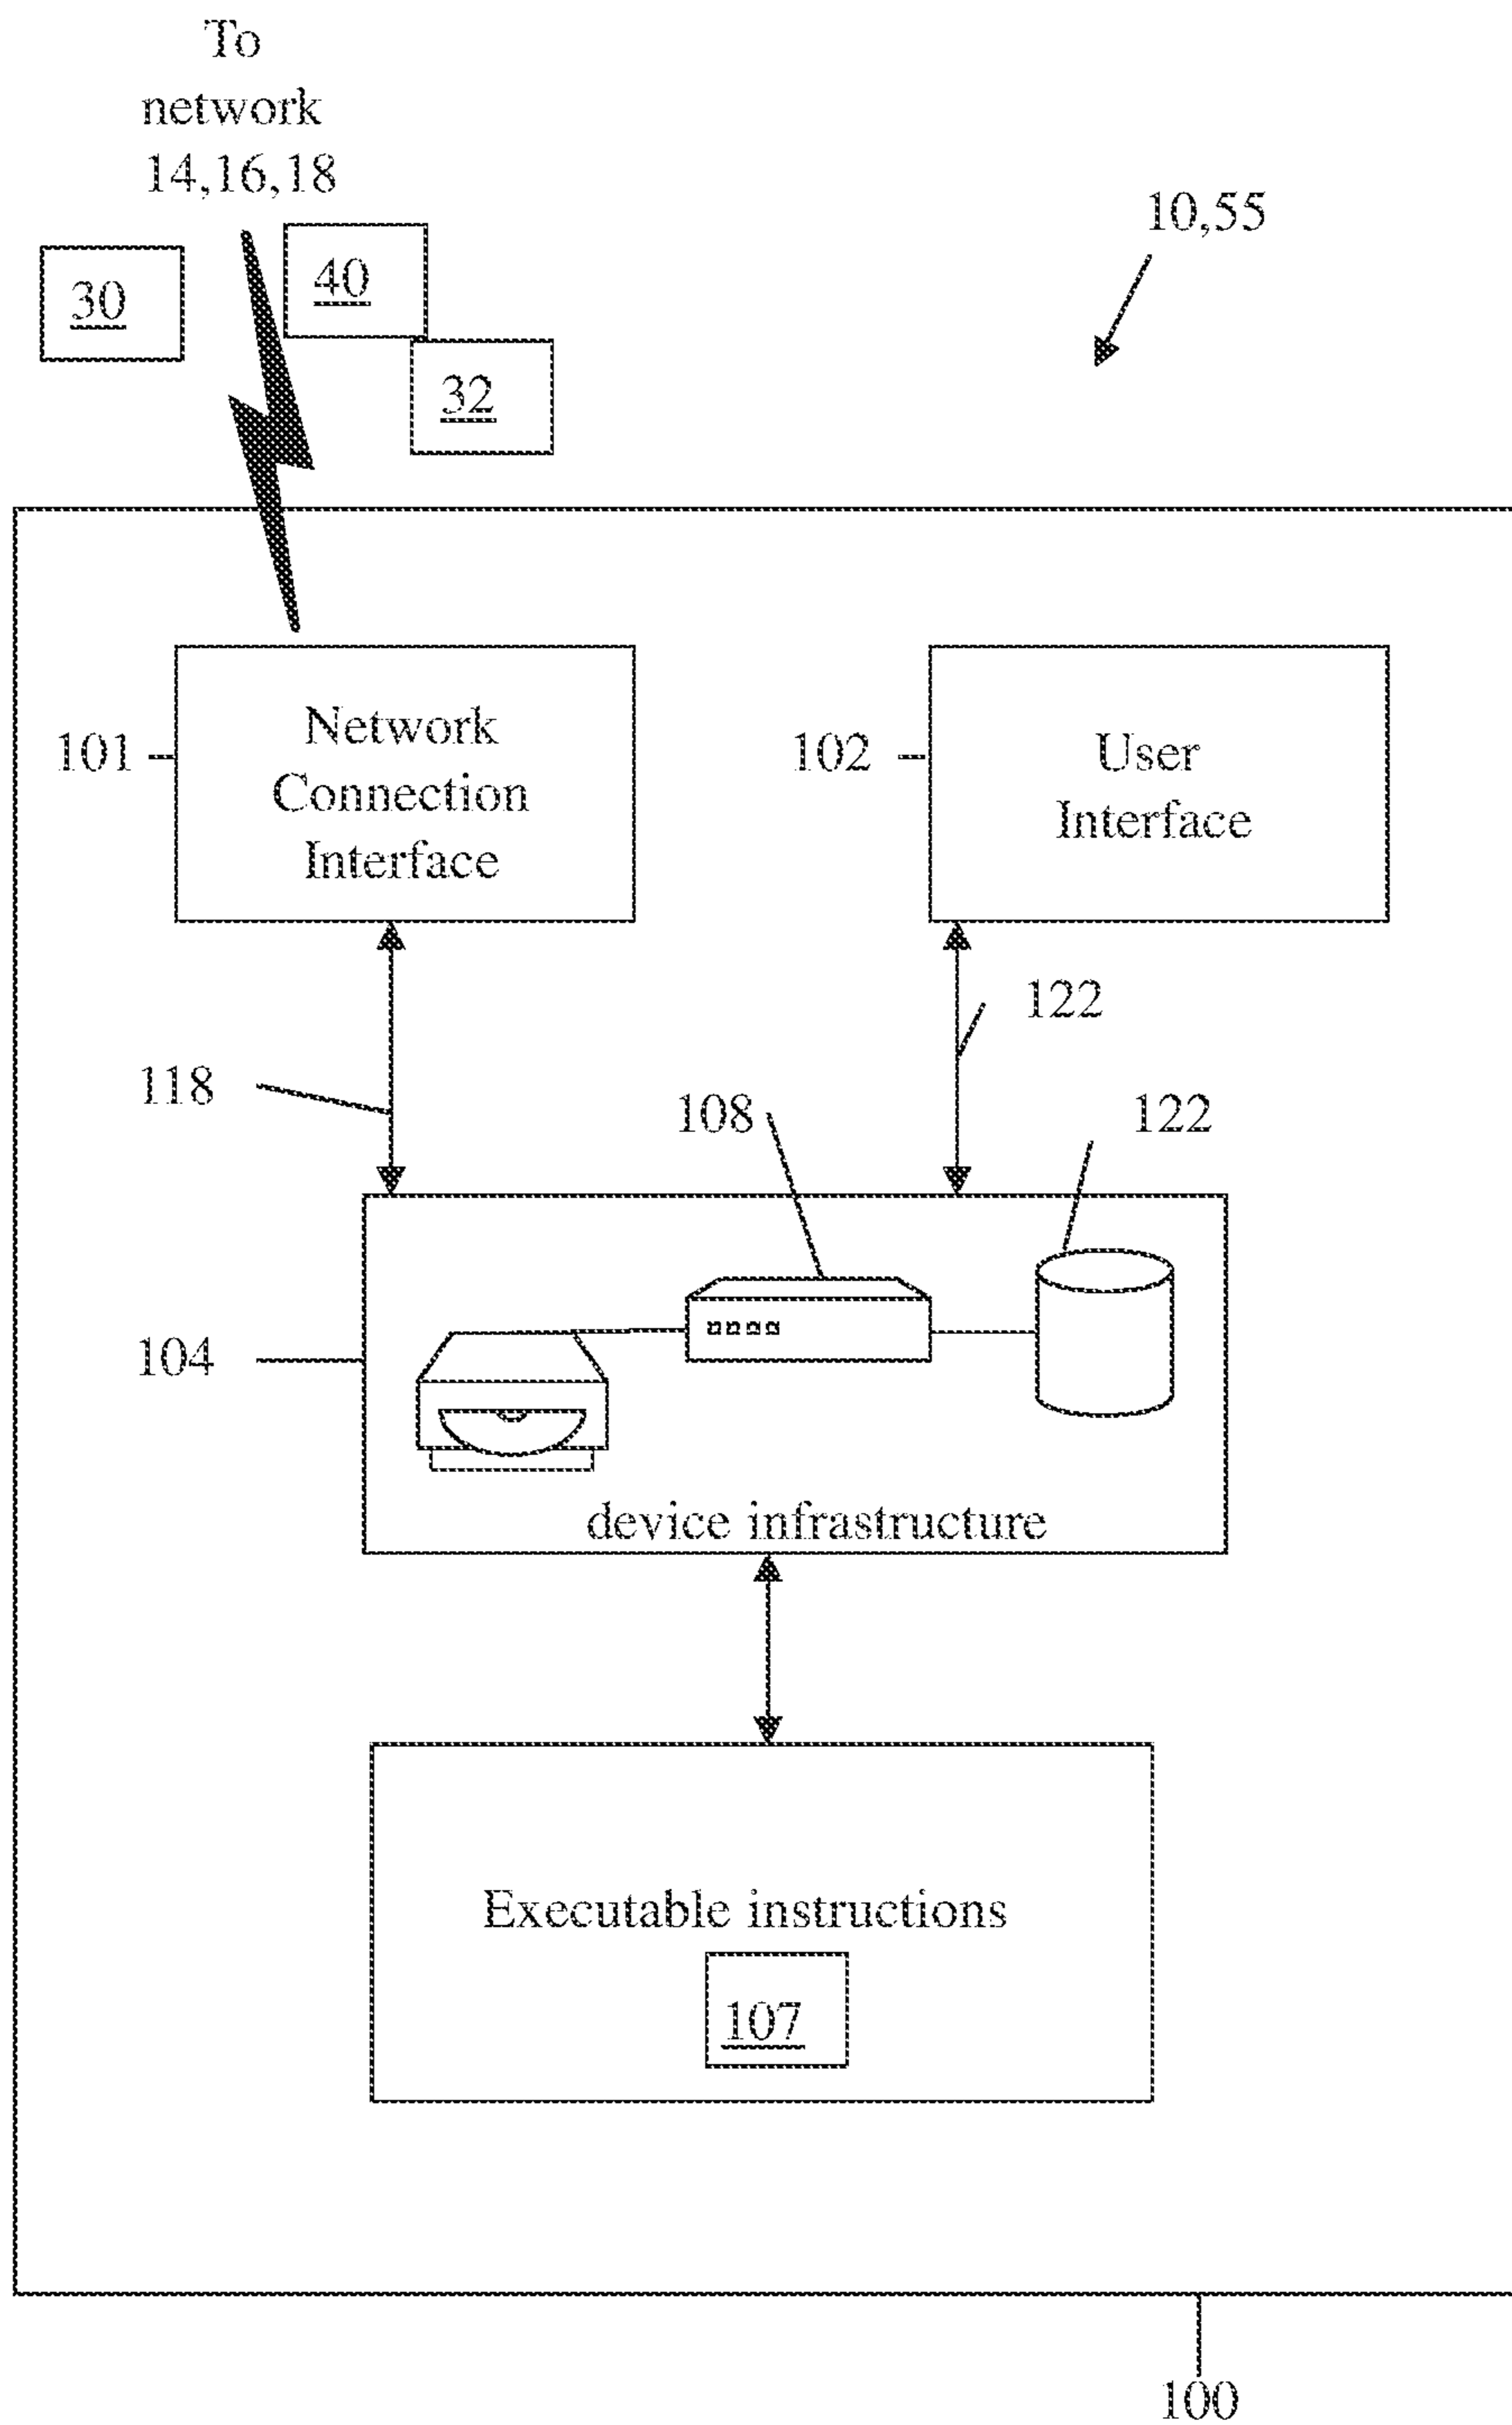 To
network
14,16,18
10,55
30
40
32
Network
Connection
Interface
101
User
Interface
102
122
118
108
122
104
device infrastructure
Executable instructions
107
100